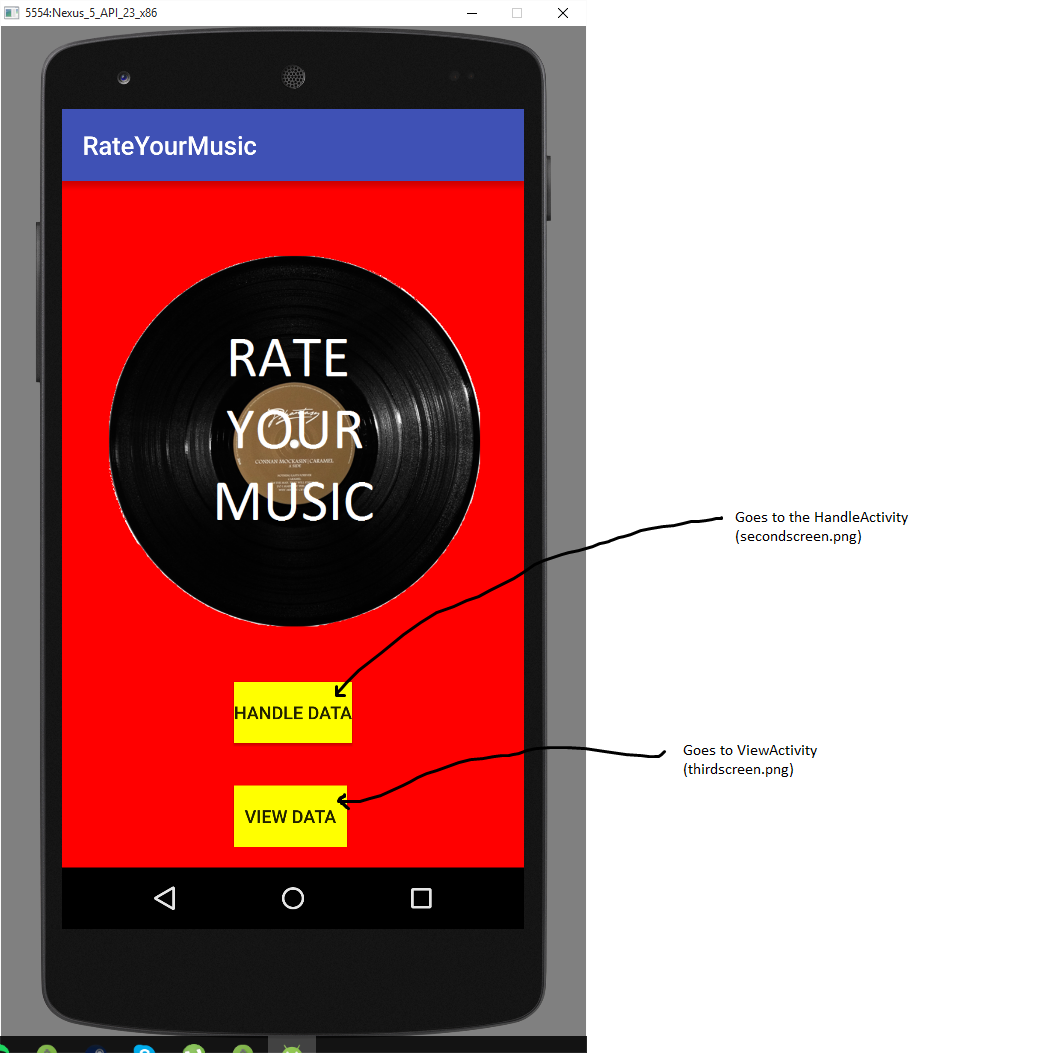 5554:Nexus_5_API_23_x86
RateYourMusic
RATE
YOUR
MUSIC
CONNAN MOCKASIN | CARAMEL
Goes to the HandleActivity
(secondscreen.png)
HANDLE DATA
Goes to ViewActivity
(thirdscreen.png)
VIEW DATA